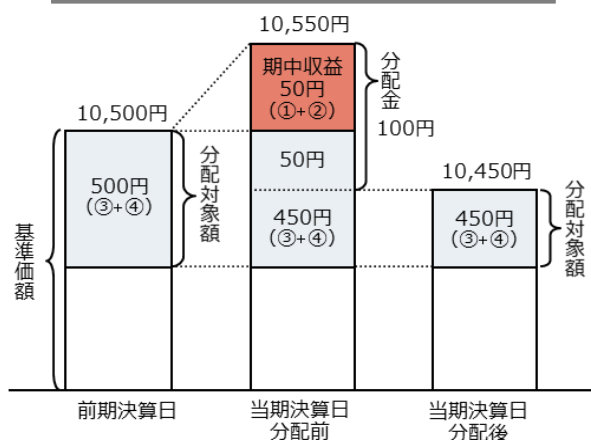 10,550円
期中収益
50円
(①+②)
分配金
100円
10,500円
500円
(③+④)
分配対象額
50円
450円
(③+④)
10,450円
450円
(③+④)
分配対象額
基準価額
前期決算日
当期決算日
分配前
当期決算日
分配後